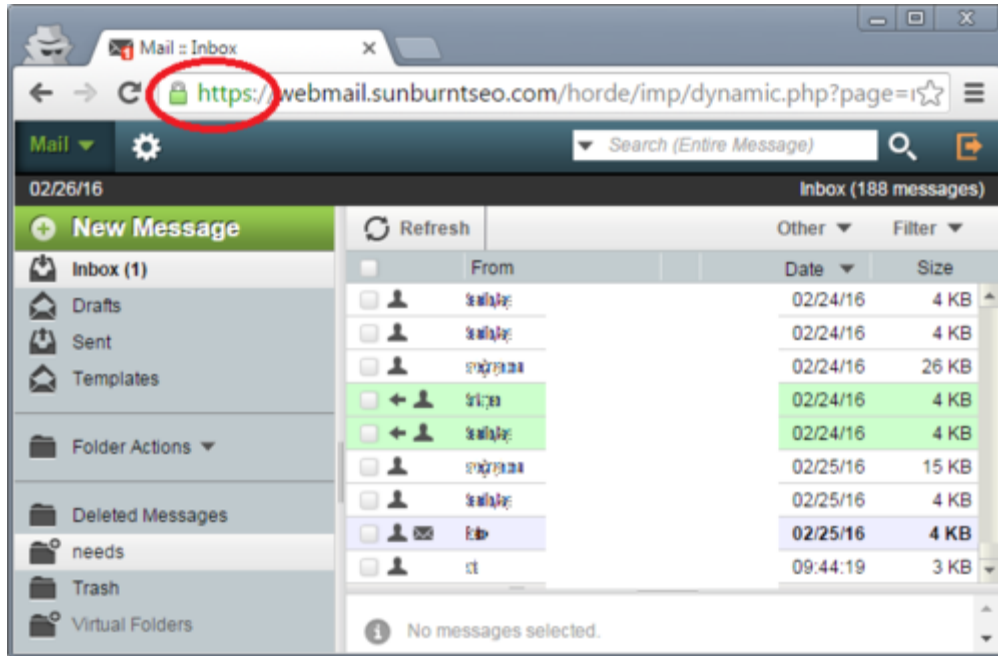 Mail :: Inbox
https://webmail.sunburntseo.com/horde/imp/dynamic.php?page=
Mail
Search (Entire Message)
02/26/16 Inbox (188 messages)
New Message
Refresh Other Filter
Inbox (1)
From Date Size
Drafts
Sent
Templates
Folder Actions
Deleted Messages
needs
Trash
Virtual Folders
02/24/16 4 KB
02/24/16 4 KB
02/24/16 26 KB
02/24/16 4 KB
02/24/16 4 KB
02/25/16 15 KB
02/25/16 4 KB
02/25/16 4 KB
09:44:19 3 KB
No messages selected.